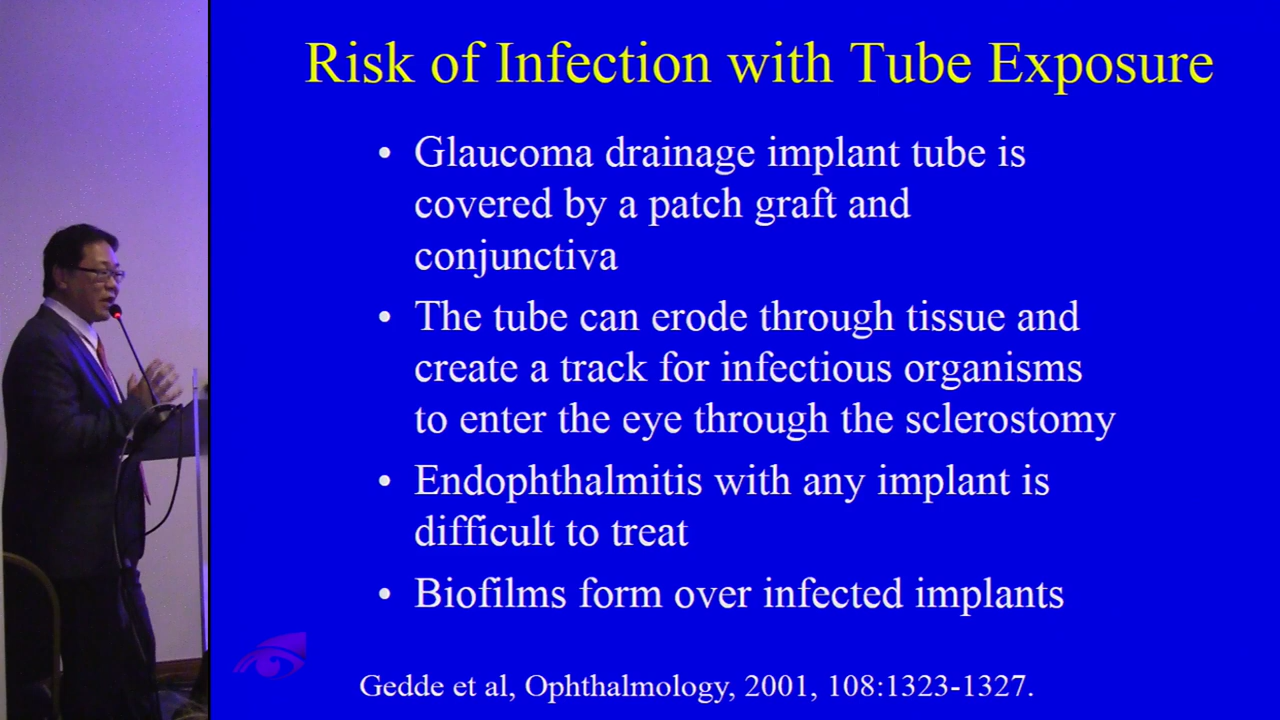 Risk of Infection with Tube Exposure
• Glaucoma drainage implant tube is
covered by a patch graft and
conjunctiva
• The tube can erode through tissue and
create a track for infectious organisms
to enter the eye through the sclerostomy
• Endophthalmitis with any implant is
difficult to treat
• Biofilms form over infected implants
Gedde et al, Ophthalmology, 2001, 108:1323-1327.